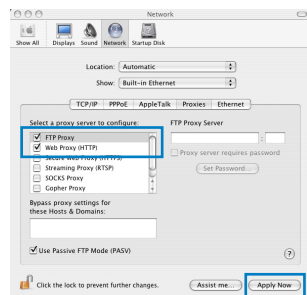 Network
Show All Displays Sound Network Startup Disk
Location: Automatic
Show: Built-in Ethernet
TCP/IP PPPoE AppleTalk Proxies Ethernet
Select a proxy server to configure:
FTP Proxy Server
FTP Proxy
:
Web Proxy (HTTP)
Secure Web Proxy (HTTPS)
Proxy server requires password
Streaming Proxy (RTSP)
Set Password...
SOCKS Proxy
Gopher Proxy
Bypass proxy settings for
these Hosts & Domains:
Use Passive FTP Mode (PASV)
?
Click the lock to prevent further changes.
Assist me... Apply Now